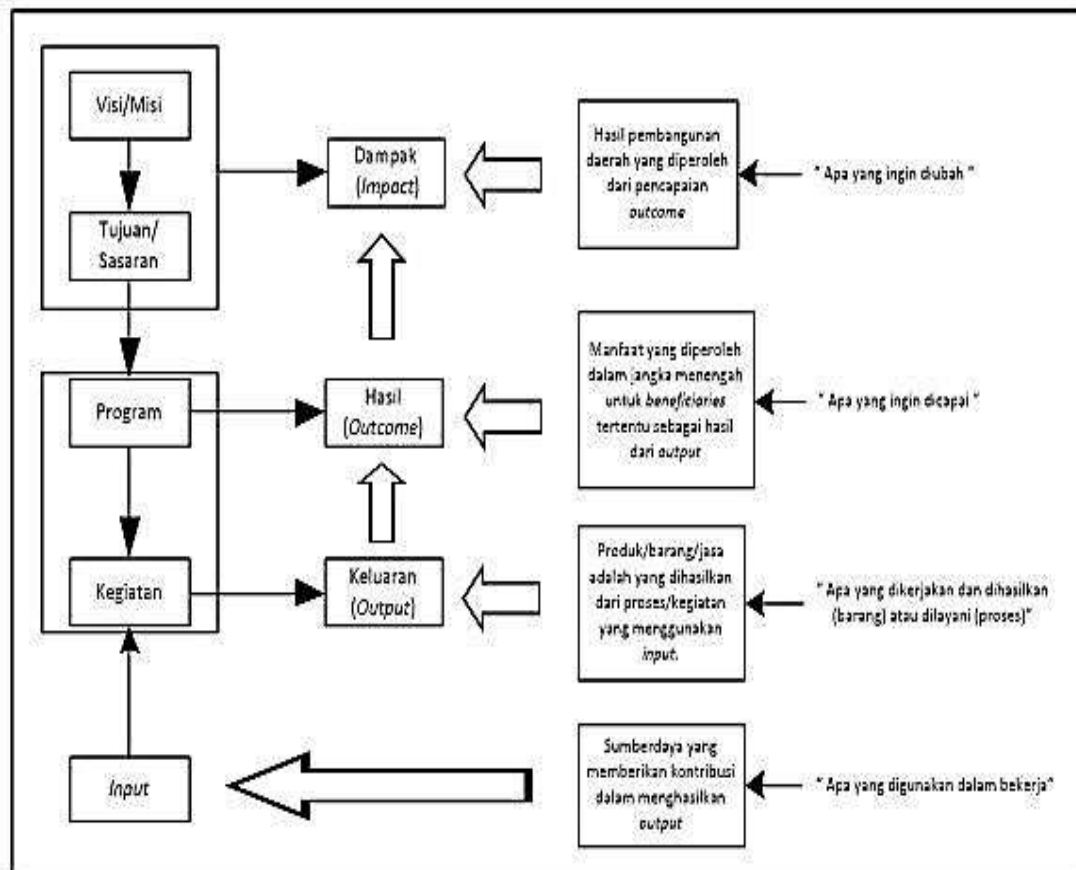 Visi/Misi
Tujuan/
Sasaran
Program
Kegiatan
Input
Dampak
(Impact)
Hasil
(Outcome)
Keluaran
(Output)
Hasil pembangunan
daerah yang diperoleh
dari pencapaian
outcome
" Apa yang ingin diubah "
Manfaat yang diperoleh
dalam jangka menengah
untuk beneficiaries
tertentu sebagai hasil
dari output
" Apa yang ingin dicapai "
Produk/barang/jasa
adalah yang dihasilkan
dari proses/kegiatan
yang menggunakan
input.
" Apa yang dikerjakan dan dihasilkan
(barang) atau dilayani (proses)"
Sumberdaya yang
memberikan kontribusi
dalam menghasilkan
output
" Apa yang digunakan dalam bekerja"